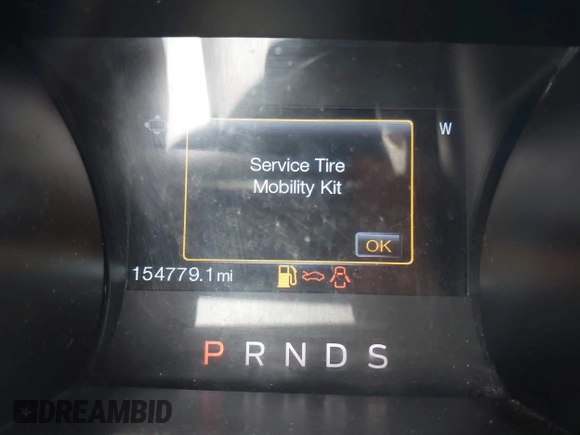 W
Service Tire
Mobility Kit
OK
154779.1 mi
P R N D S
DREAMBID